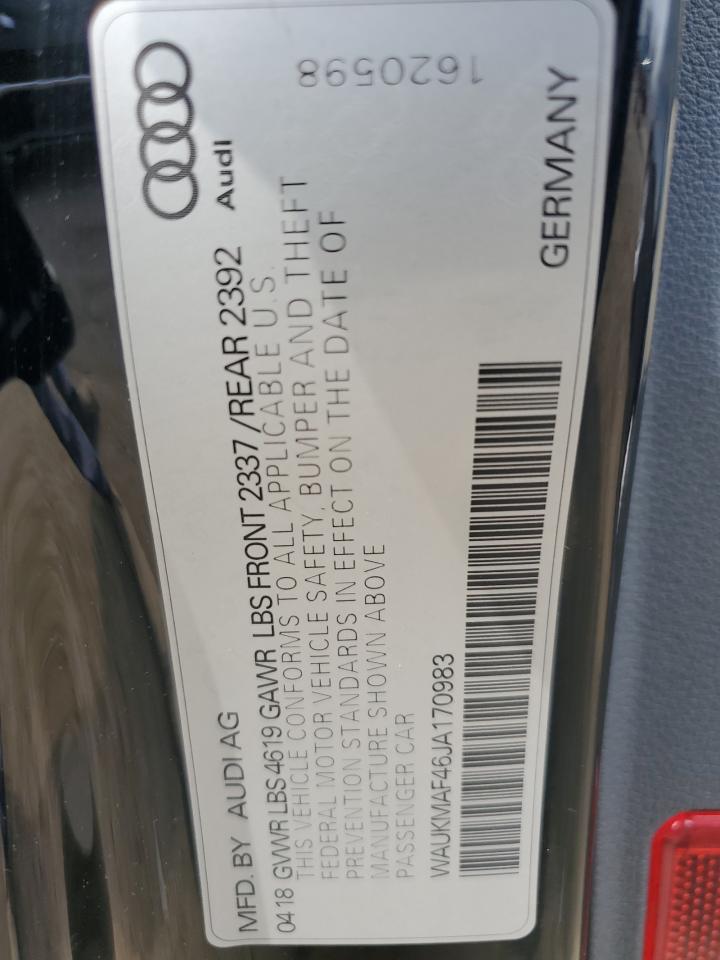 MFD. BY AUDI AG
Audi
0418 GVWR LBS 4619 GAWR LBS FRONT 2337 / REAR 2392
THIS VEHICLE CONFORMS TO ALL APPLICABLE U.S.
FEDERAL MOTOR VEHICLE SAFETY, BUMPER AND THEFT
PREVENTION STANDARDS IN EFFECT ON THE DATE OF
MANUFACTURE SHOWN ABOVE
PASSENGER CAR
WAUKMAF46JA170983
GERMANY
1620598